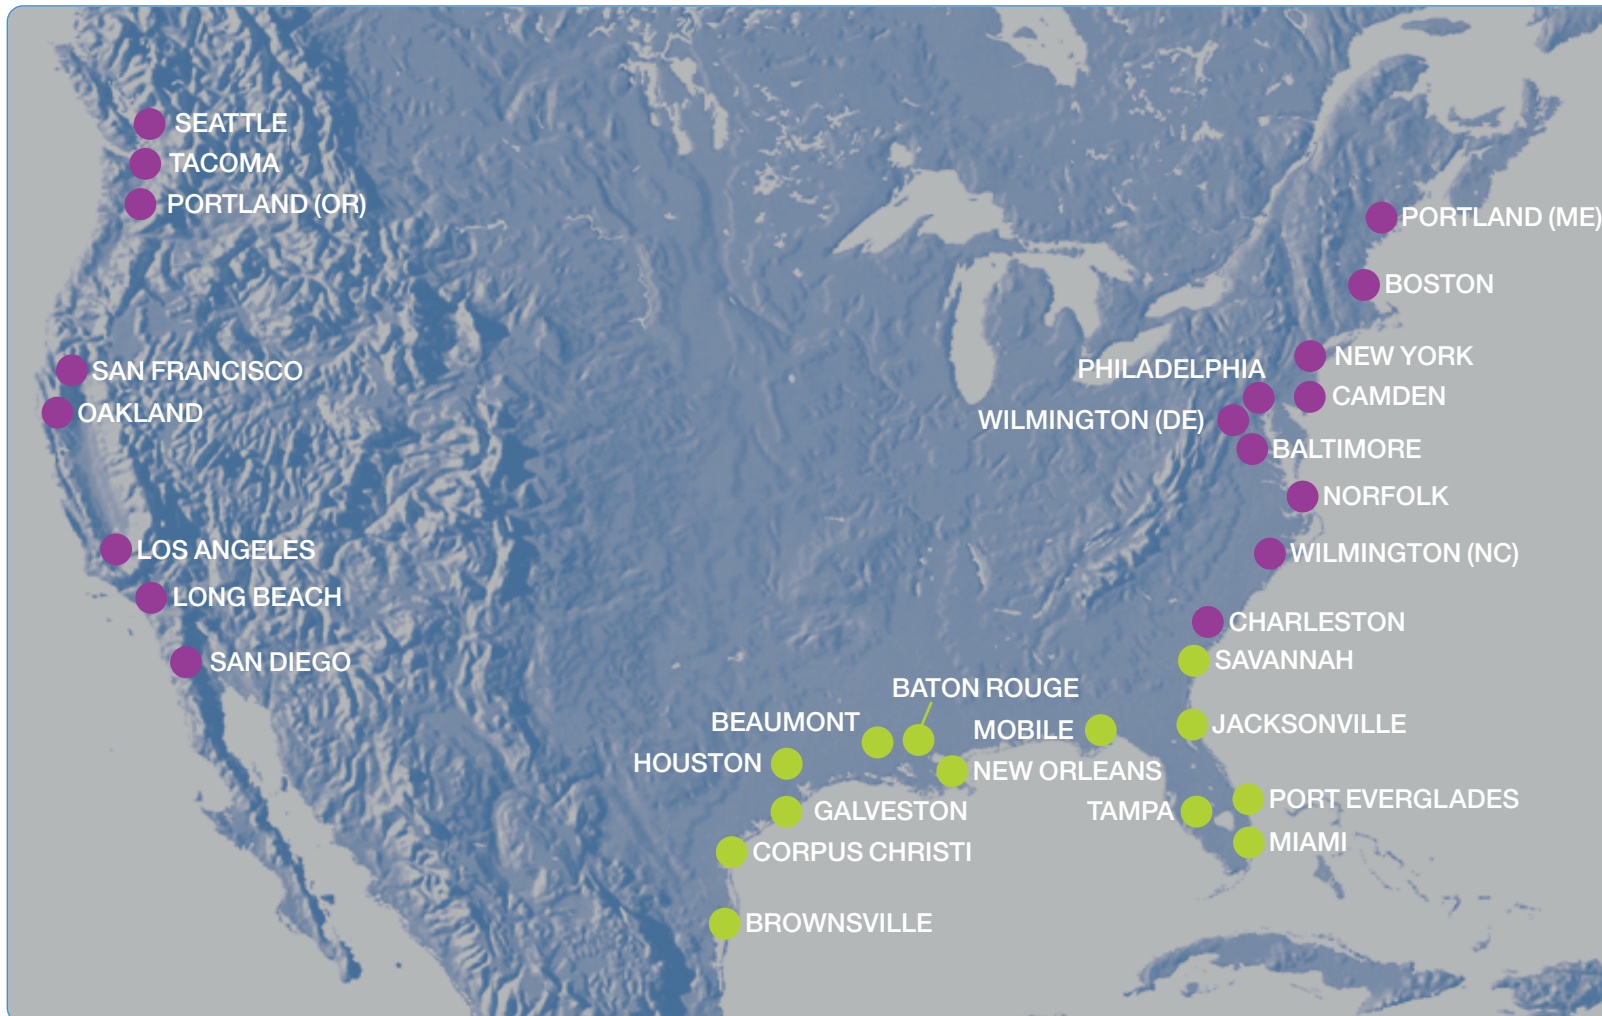 SEATTLE
TACOMA
PORTLAND (OR)
SAN FRANCISCO
OAKLAND
LOS ANGELES
LONG BEACH
SAN DIEGO
PORTLAND (ME)
BOSTON
NEW YORK
PHILADELPHIA
CAMDEN
WILMINGTON (DE)
BALTIMORE
NORFOLK
WILMINGTON (NC)
CHARLESTON
SAVANNAH
BATON ROUGE
BEAUMONT
MOBILE
JACKSONVILLE
HOUSTON
NEW ORLEANS
PORT EVERGLADES
GALVESTON
TAMPA
MIAMI
CORPUS CHRISTI
BROWNSVILLE